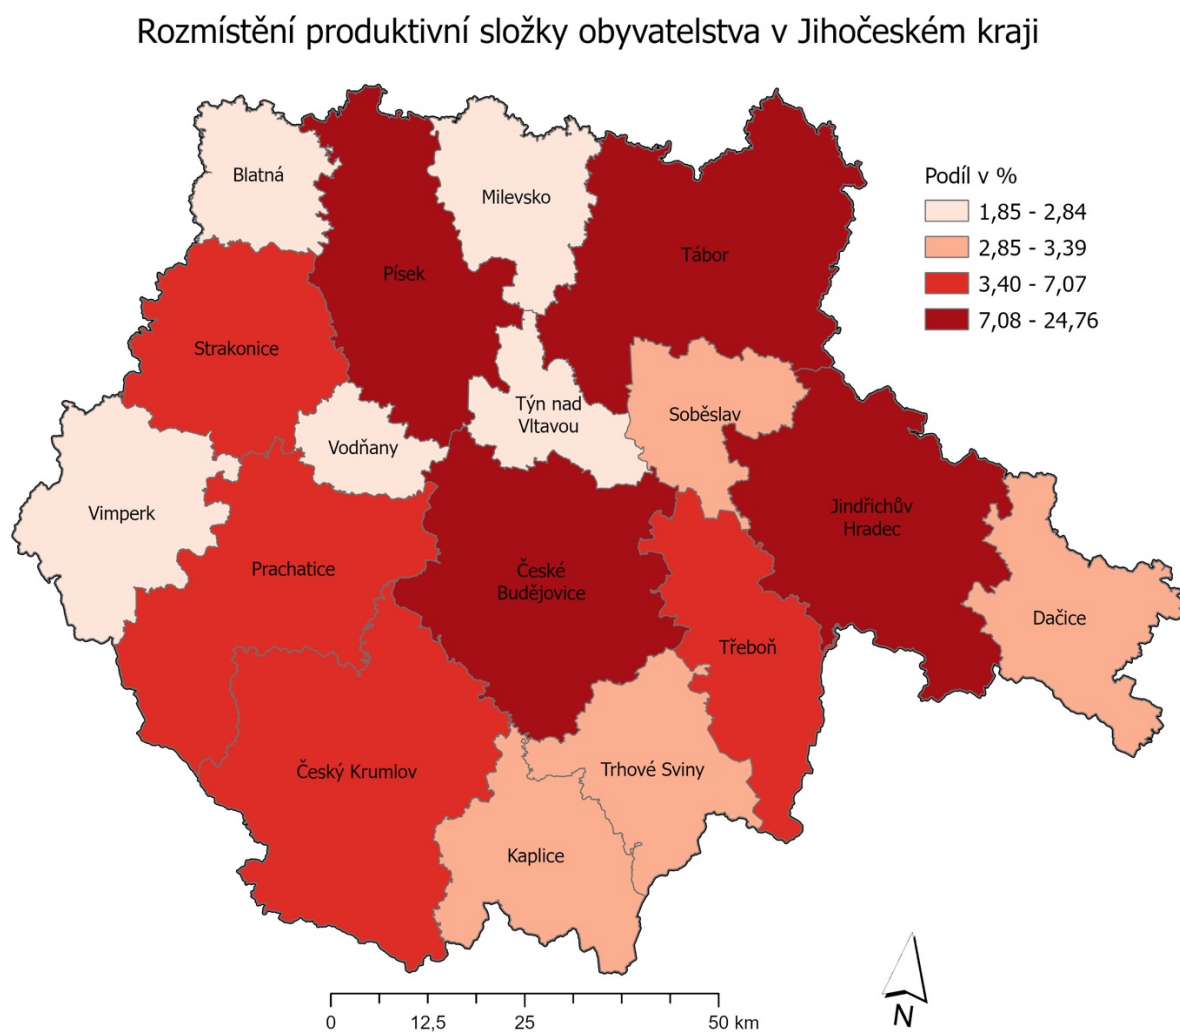 Rozmístění produktivní složky obyvatelstva v Jihočeském kraji
Podíl v %
1,85 - 2,84
2,85 - 3,39
3,40 - 7,07
7,08 - 24,76
Blatná
Milevsko
Tábor
Písek
Strakonice
Týn nad
Vltavou
Soběslav
Vodňany
Vimperk
Jindřichův
Hradec
Prachatice
České
Budějovice
Dačice
Třeboň
Český Krumlov
Trhové Sviny
Kaplice
N
0
12,5
25
50 km